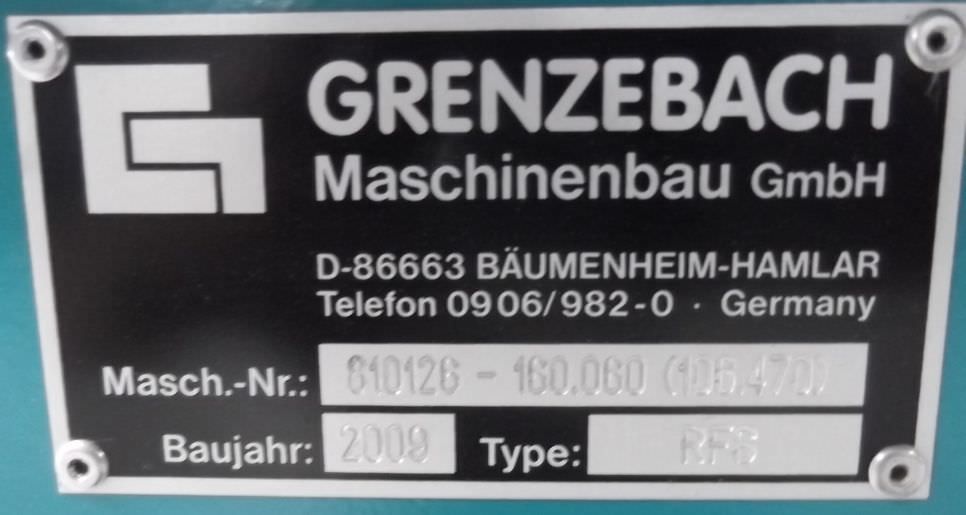 GRENZEBACH
Maschinenbau GmbH
D-86663 BÄUMENHEIM-HAMLAR
Telefon 0906/982-0 · Germany
Masch.-Nr.: 610126 - 160.060 (106.470)
Baujahr: 2009 Type: RFS